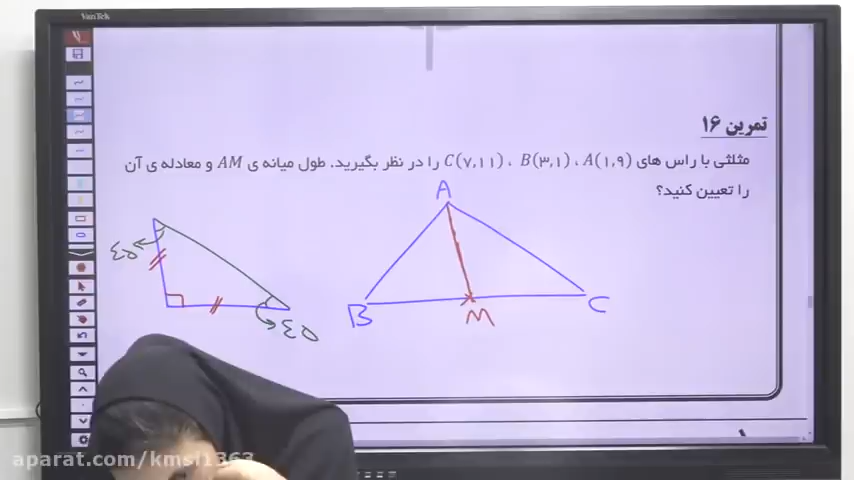 VanTek
تمرین ۱۶
مثلثی با راس های A(۱,۹) ، B(۳,۱) ، C(۷,۱۱) را در نظر بگیرید. طول میانه ی AM و معادله ی آن
را تعیین کنید؟
A
۴۵
B
M
C
۴۵
aparat.com/kmsi1363